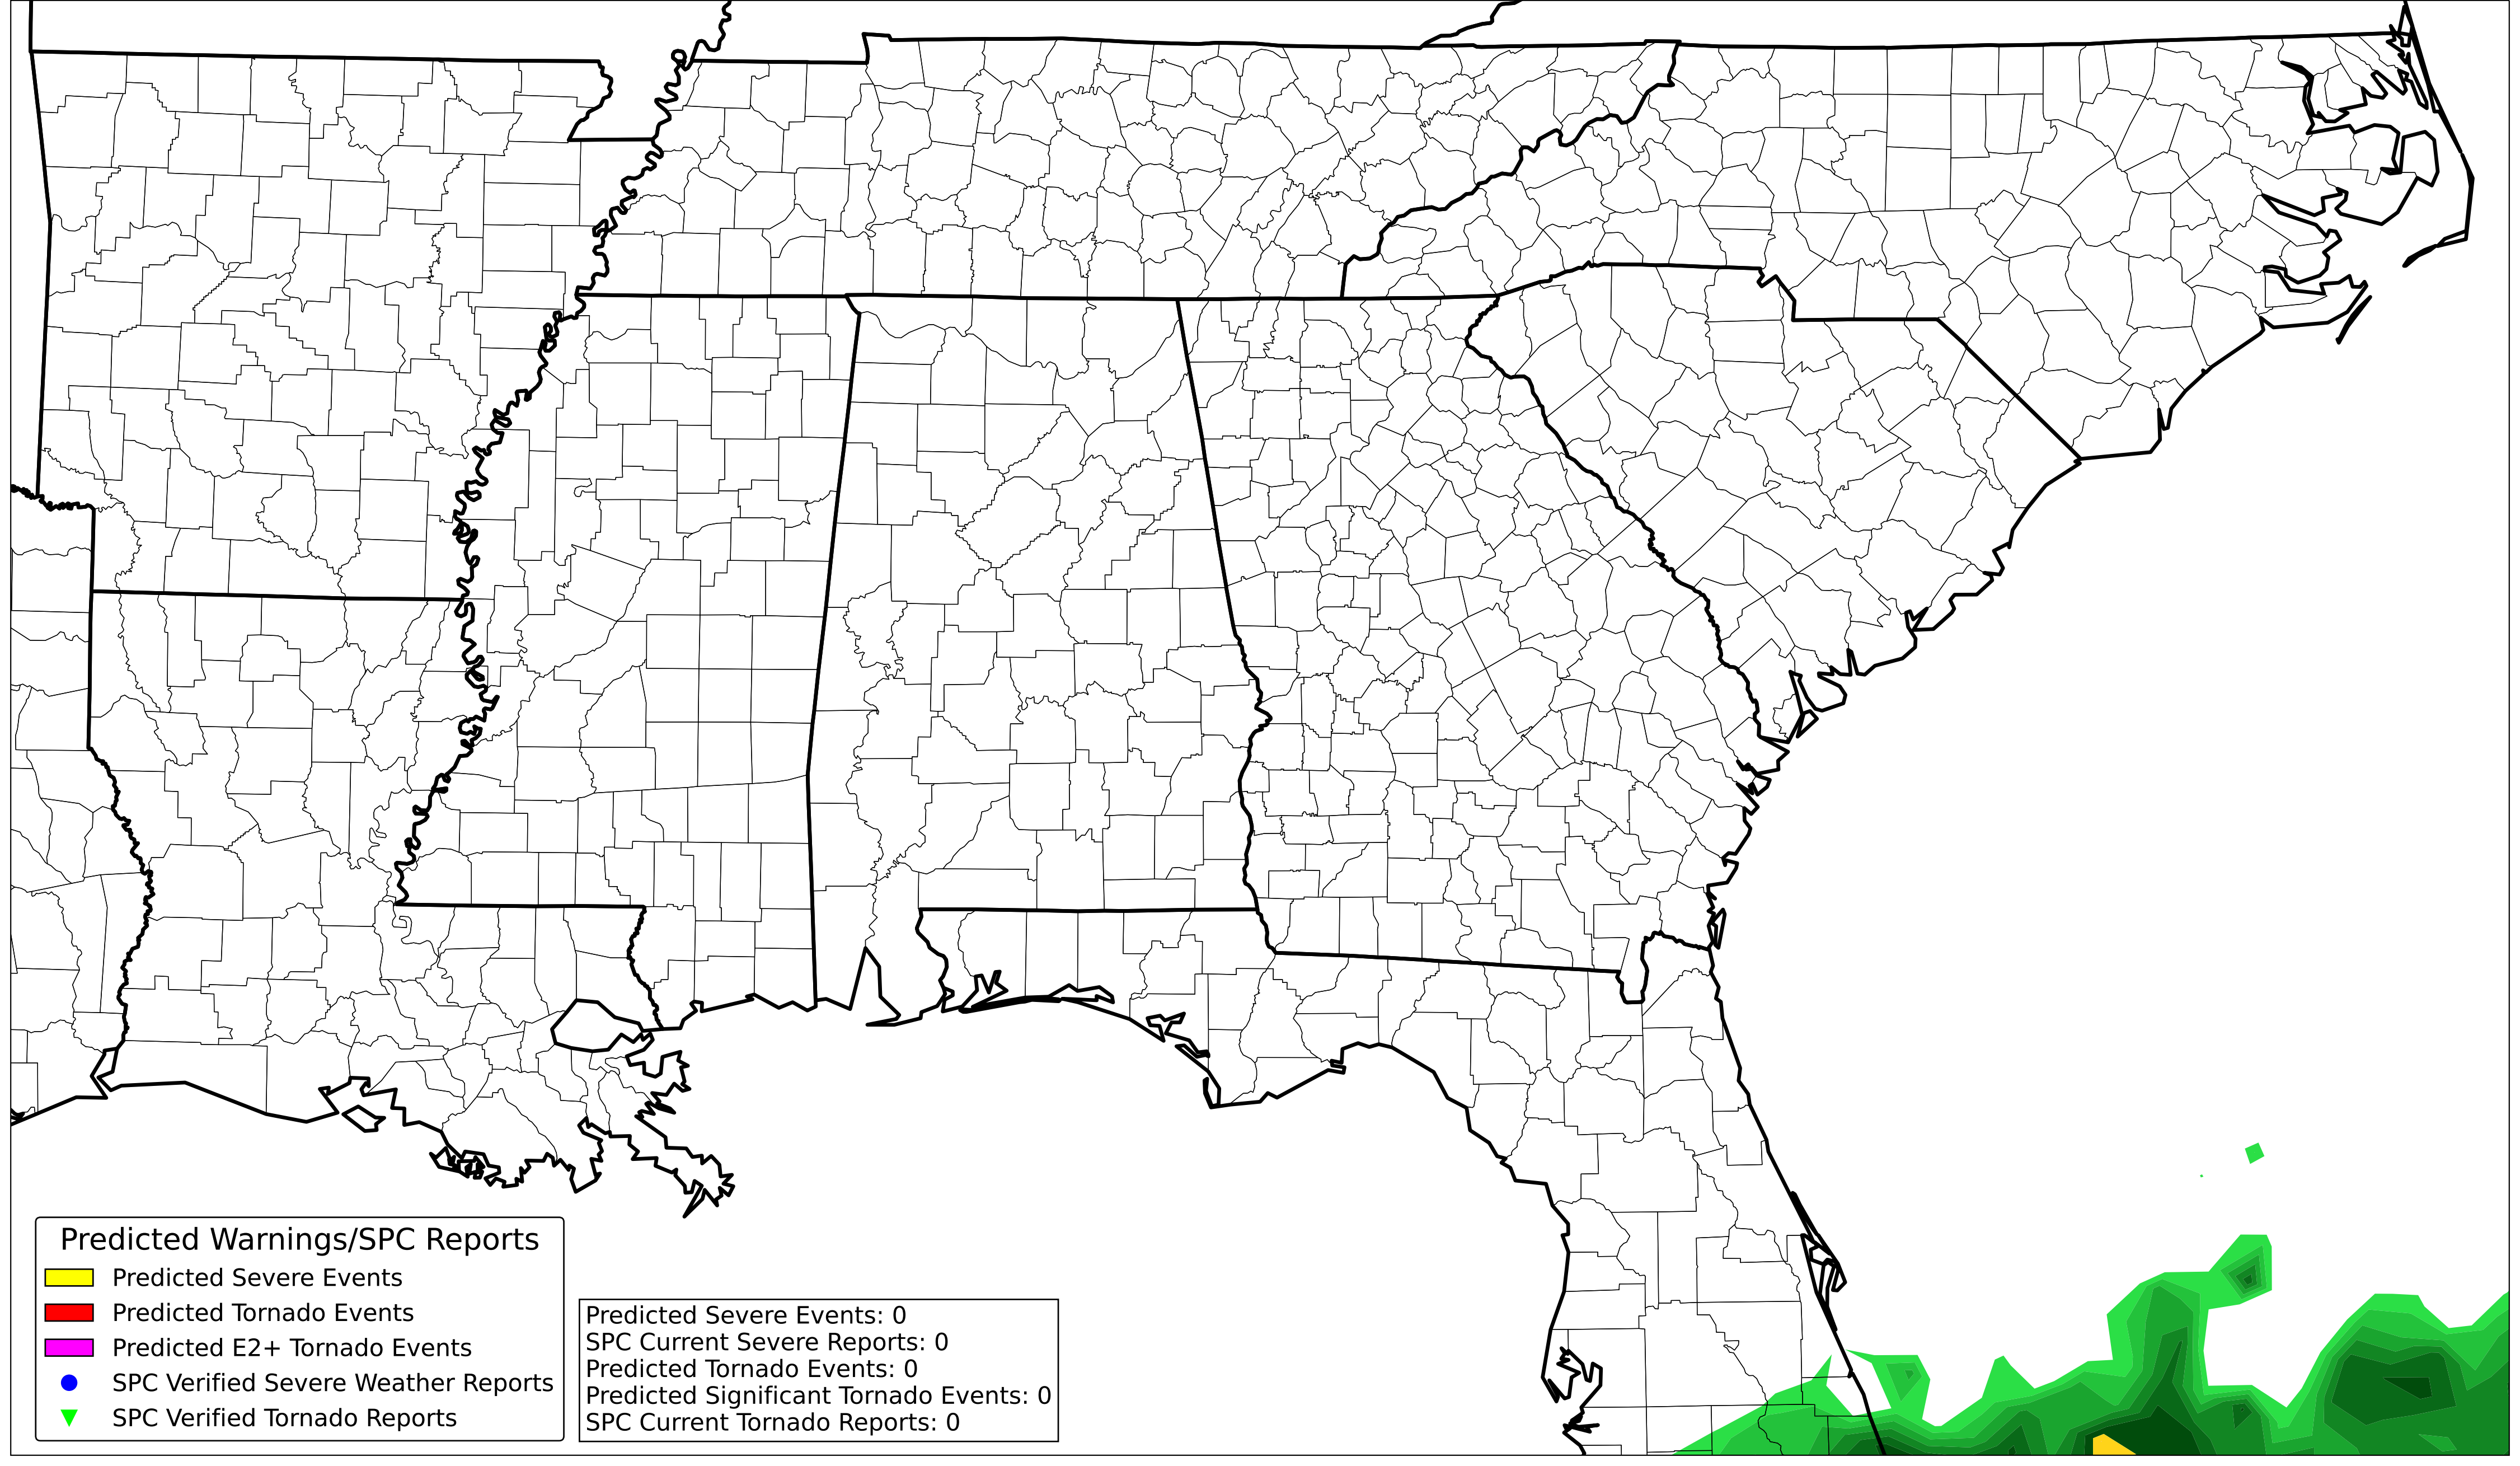 Predicted Warnings/SPC Reports
Predicted Severe Events
Predicted Tornado Events
Predicted E2+ Tornado Events
SPC Verified Severe Weather Reports
SPC Verified Tornado Reports
Predicted Severe Events: 0
SPC Current Severe Reports: 0
Predicted Tornado Events: 0
Predicted Significant Tornado Events: 0
SPC Current Tornado Reports: 0